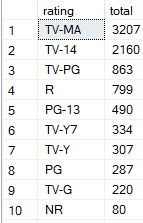 rating total
1 TV-MA 3207
2 TV-14 2160
3 TV-PG 863
4 R 799
5 PG-13 490
6 TV-Y7 334
7 TV-Y 307
8 PG 287
9 TV-G 220
10 NR 80